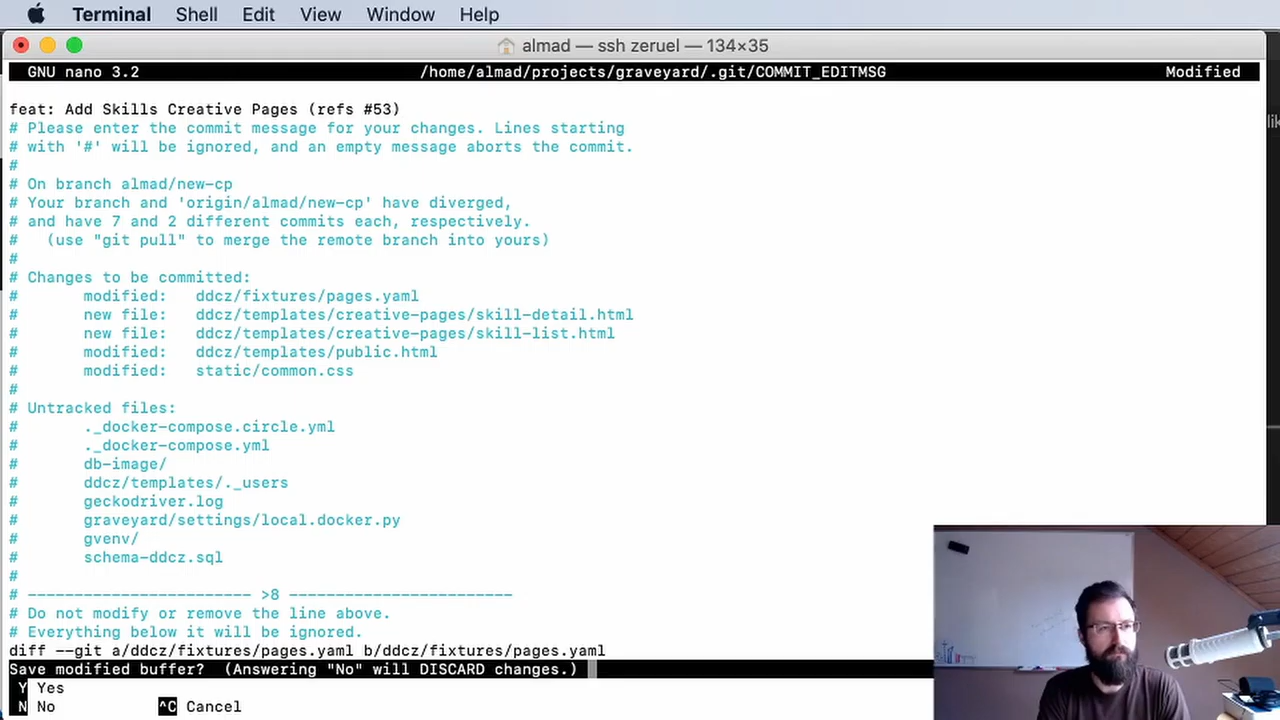 Terminal Shell Edit View Window Help
almad — ssh zeruel — 134×35
GNU nano 3.2 /home/almad/projects/graveyard/.git/COMMIT_EDITMSG Modified
feat: Add Skills Creative Pages (refs #53)
# Please enter the commit message for your changes. Lines starting
# with '#' will be ignored, and an empty message aborts the commit.
#
# On branch almad/new-cp
# Your branch and 'origin/almad/new-cp' have diverged,
# and have 7 and 2 different commits each, respectively.
#   (use "git pull" to merge the remote branch into yours)
#
# Changes to be committed:
#       modified:   ddcz/fixtures/pages.yaml
#       new file:   ddcz/templates/creative-pages/skill-detail.html
#       new file:   ddcz/templates/creative-pages/skill-list.html
#       modified:   ddcz/templates/public.html
#       modified:   static/common.css
#
# Untracked files:
#       ._docker-compose.circle.yml
#       ._docker-compose.yml
#       db-image/
#       ddcz/templates/._users
#       geckodriver.log
#       graveyard/settings/local.docker.py
#       gvenv/
#       schema-ddcz.sql
#
# ------------------------ >8 ------------------------
# Do not modify or remove the line above.
# Everything below it will be ignored.
diff --git a/ddcz/fixtures/pages.yaml b/ddcz/fixtures/pages.yaml
Save modified buffer?  (Answering "No" will DISCARD changes.)
Y Yes
N No ^C Cancel